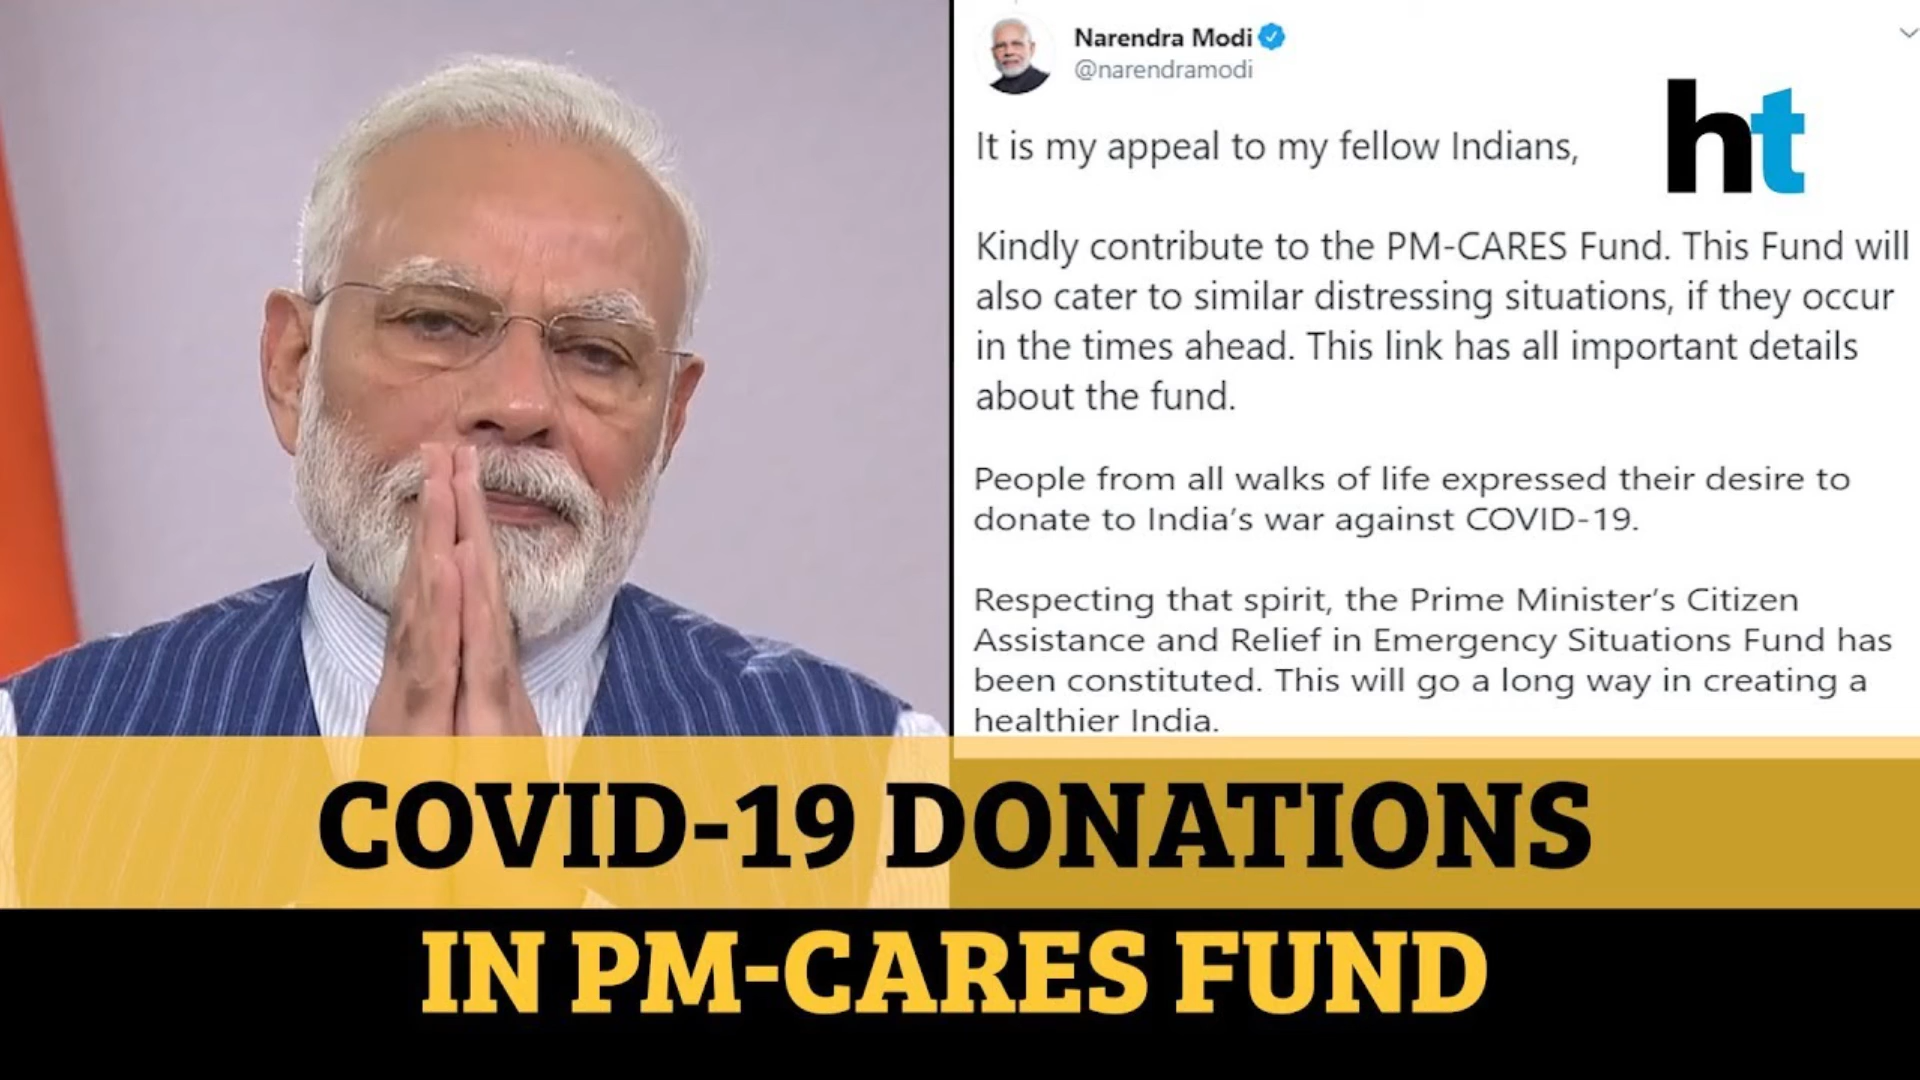 Narendra Modi
@narendramodi
ht
It is my appeal to my fellow Indians,
Kindly contribute to the PM-CARES Fund. This Fund will
also cater to similar distressing situations, if they occur
in the times ahead. This link has all important details
about the fund.
People from all walks of life expressed their desire to
donate to India’s war against COVID-19.
Respecting that spirit, the Prime Minister’s Citizen
Assistance and Relief in Emergency Situations Fund has
been constituted. This will go a long way in creating a
healthier India.
COVID-19 DONATIONS
IN PM-CARES FUND